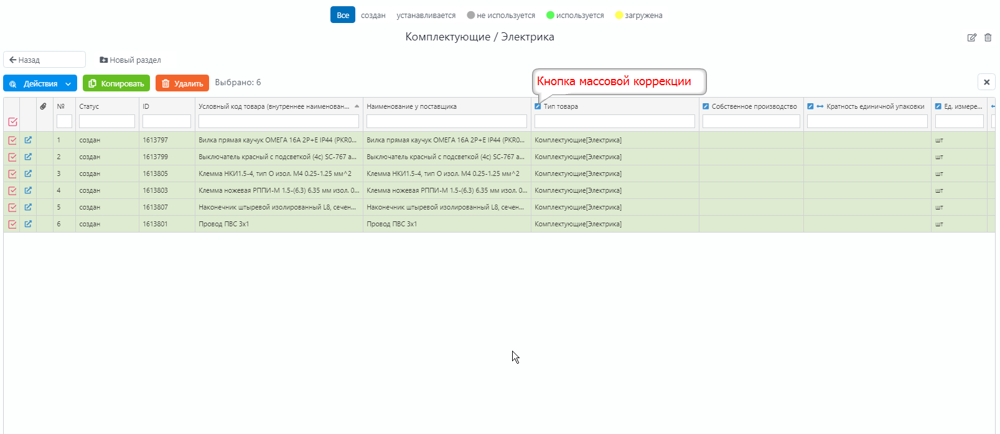 Все создан устанавливается не используется используется загружена
Комплектующие / Электрика
Назад Новый раздел
Действия Копировать Удалить Выбрано: 6
Кнопка массовой коррекции
№ Статус ID Условный код товара (внутреннее наименован... Наименование у поставщика Тип товара Собственное производство Кратность единичной упаковки Ед. измере...
1 создан 1613797 Вилка прямая каучук ОМЕГА 16А 2P+E IP44 (PKR0... Вилка прямая каучук ОМЕГА 16А 2P+E IP44 (PKR0... Комплектующие[Электрика] шт
2 создан 1613799 Выключатель красный с подсветкой (4с) SC-767 а... Выключатель красный с подсветкой (4с) SC-767 а... Комплектующие[Электрика] шт
3 создан 1613805 Клемма НКИ1.5-4, тип О изол. М4 0.25-1.25 мм^2 Клемма НКИ1.5-4, тип О изол. М4 0.25-1.25 мм^2 Комплектующие[Электрика] шт
4 создан 1613803 Клемма ножевая РППИ-М 1.5-(6.3) 6.35 мм изол. 0... Клемма ножевая РППИ-М 1.5-(6.3) 6.35 мм изол. 0... Комплектующие[Электрика] шт
5 создан 1613807 Наконечник штыревой изолированный L8, сечен... Наконечник штыревой изолированный L8, сечен... Комплектующие[Электрика] шт
6 создан 1613801 Провод ПВС 3х1 Провод ПВС 3х1 Комплектующие[Электрика] шт